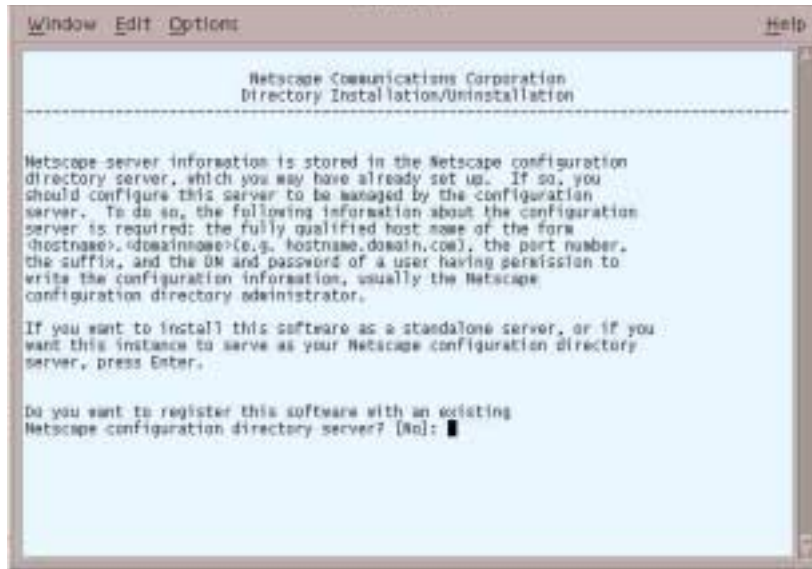 Window Edit Options Help
Netscape Communications Corporation
Directory Installation/Uninstallation
--------------------------------------------------------------------------------
Netscape server information is stored in the Netscape configuration
directory server, which you may have already set up. If so, you
should configure this server to be managed by the configuration
server. To do so, the following information about the configuration
server is required: the fully qualified host name of the form
<hostname>.<domainname>(e.g. hostname.domain.com), the port number,
the suffix, and the DN and password of a user having permission to
write the configuration information, usually the Netscape
configuration directory administrator.
If you want to install this software as a standalone server, or if you
want this instance to serve as your Netscape configuration directory
server, press Enter.
Do you want to register this software with an existing
Netscape configuration directory server? [No]: